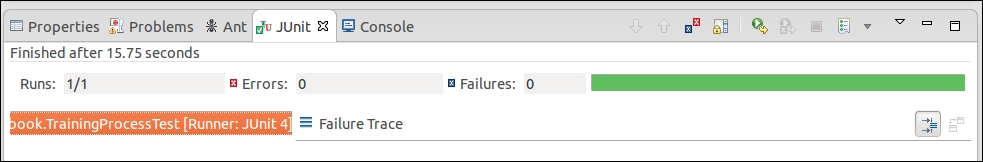 Properties Problems Ant JUnit Console
Finished after 15.75 seconds
Runs: 1/1 Errors: 0 Failures: 0
book.TrainingProcessTest [Runner: JUnit 4] Failure Trace